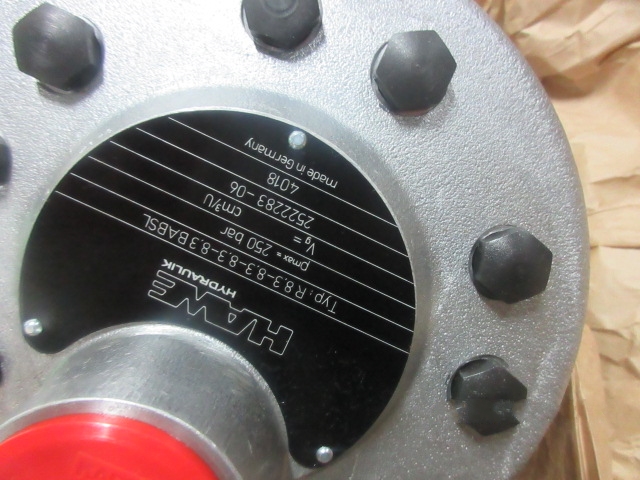 HAWE
HYDRAULIK
Typ: R 8.3-8.3-8.3-8.3 BABSL
pmax = 250 bar
Vg = cm³/U
2522283 - 06
4018
made in Germany